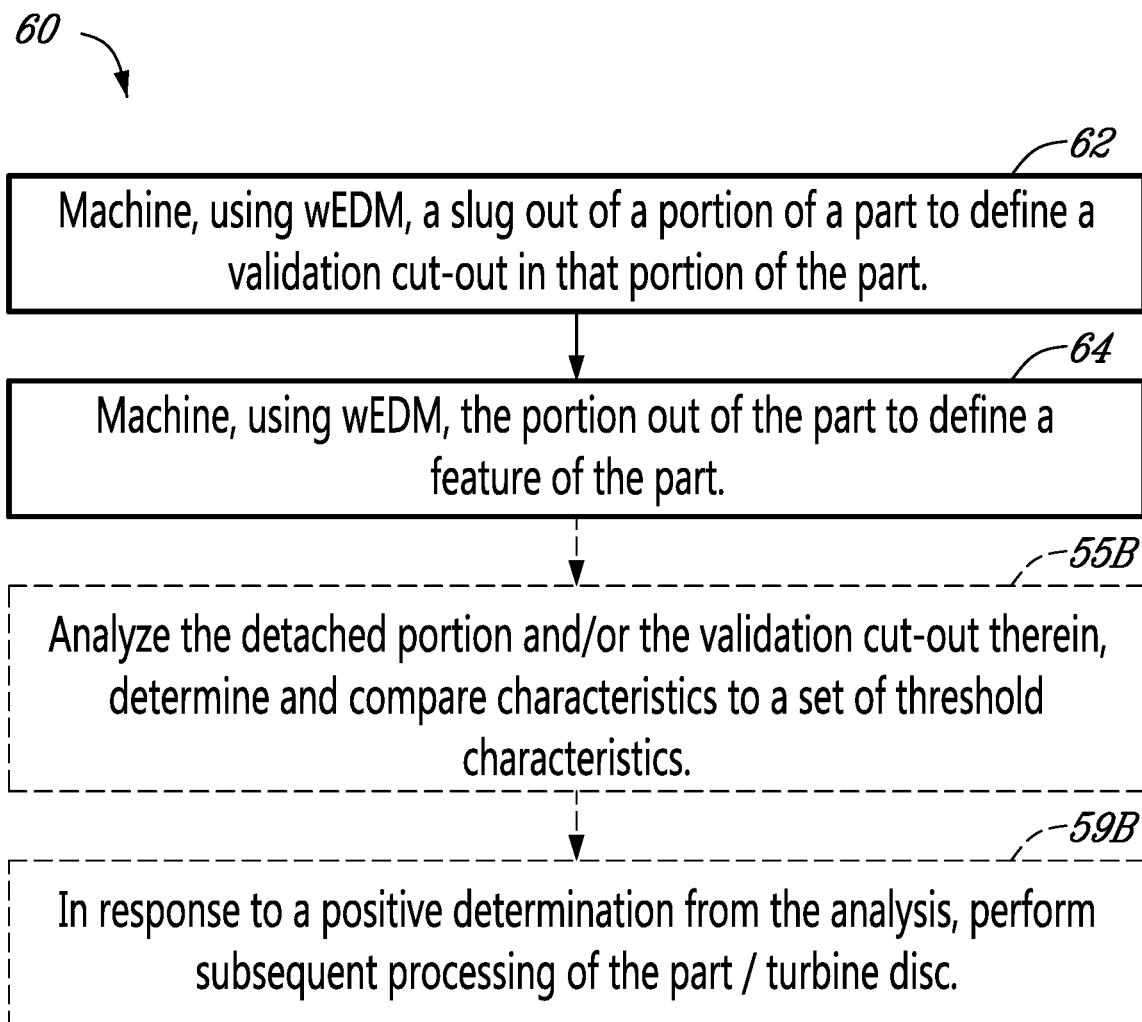 60
62
Machine, using wEDM, a slug out of a portion of a part to define a
validation cut-out in that portion of the part.
64
Machine, using wEDM, the portion out of the part to define a
feature of the part.
55B
Analyze the detached portion and/or the validation cut-out therein,
determine and compare characteristics to a set of threshold
characteristics.
59B
In response to a positive determination from the analysis, perform
subsequent processing of the part / turbine disc.